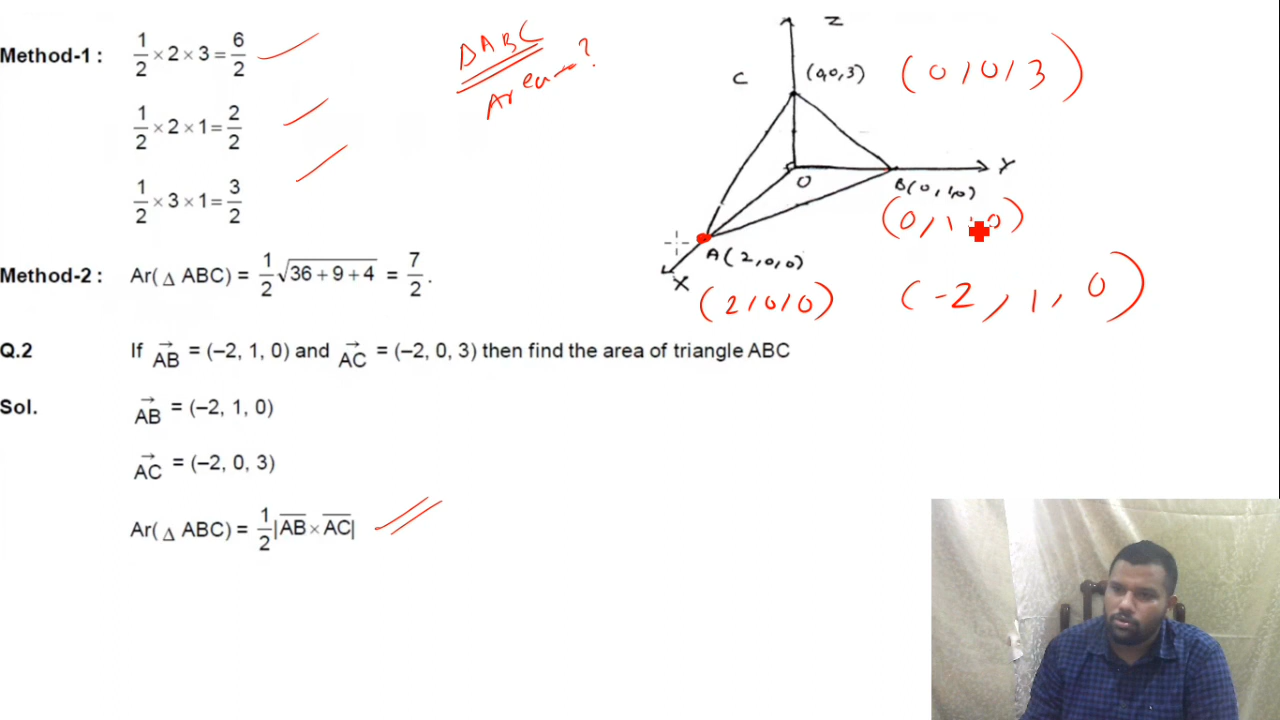 Method-1 : 1/2 × 2 × 3 = 6/2
1/2 × 2 × 1 = 2/2
1/2 × 3 × 1 = 3/2
Method-2 : Ar(△ ABC) = 1/2 √36 + 9 + 4 = 7/2 .
Q.2 If AB→ = (–2, 1, 0) and AC→ = (–2, 0, 3) then find the area of triangle ABC
Sol. AB→ = (–2, 1, 0)
AC→ = (–2, 0, 3)
Ar(△ ABC) = 1/2 |AB × AC|
△ABC
Area → ?
Z
C (0,0,3) (0,0,3)
Y
O
B(0,1,0)
(0,1,0)
A(2,0,0)
X
(2,0,0) (-2, 1, 0)